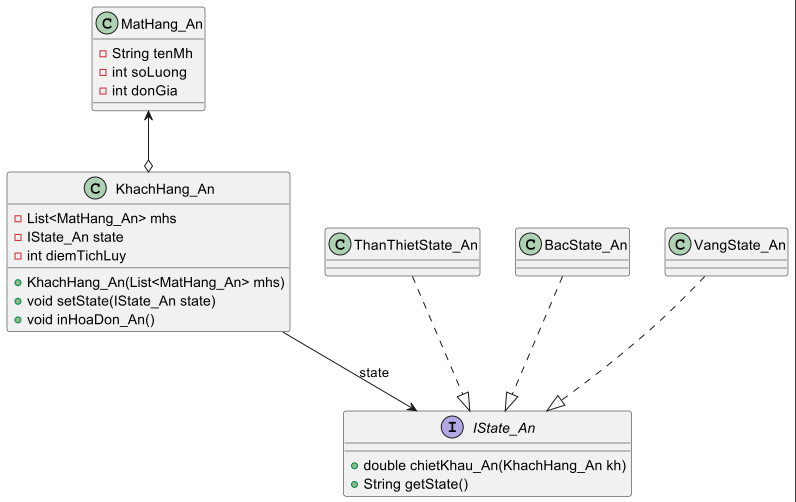 C MatHang_An
String tenMh
int soLuong
int donGia
C KhachHang_An
List<MatHang_An> mhs
IState_An state
int diemTichLuy
KhachHang_An(List<MatHang_An> mhs)
void setState(IState_An state)
void inHoaDon_An()
C ThanThietState_An
C BacState_An
C VangState_An
state
I IState_An
double chietKhau_An(KhachHang_An kh)
String getState()